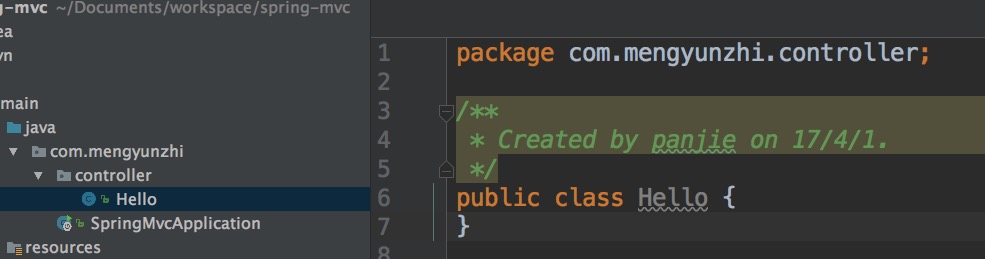 -mvc ~/Documents/workspace/spring-mvc
ea
vn
main
java
com.mengyunzhi
controller
Hello
SpringMvcApplication
resources
1 package com.mengyunzhi.controller;
2
3 /**
4 * Created by panjie on 17/4/1.
5 */
6 public class Hello {
7 }
8